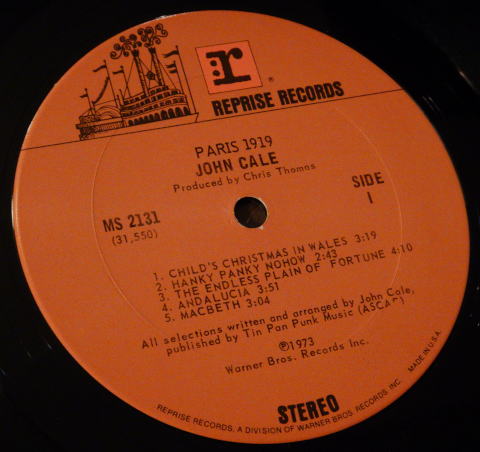 r
®
REPRISE RECORDS
PARIS 1919
JOHN CALE
Produced by Chris Thomas
MS 2131
(31,550)
SIDE
1
1. CHILD'S CHRISTMAS IN WALES 3:19
2. HANKY PANKY NOHOW 2:43
3. THE ENDLESS PLAIN OF FORTUNE 4:10
4. ANDALUCIA 3:51
5. MACBETH 3:04
All selections written and arranged by John Cale,
published by Tin Pan Punk Music (ASCAP)
℗1973
Warner Bros. Records Inc.
STEREO
REPRISE RECORDS, A DIVISION OF WARNER BROS. RECORDS, INC. MADE IN U.S.A.